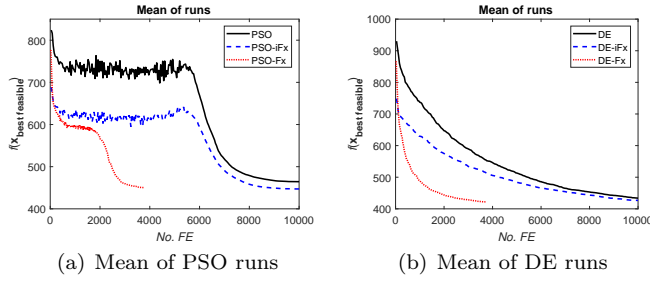 Mean of runs
800
700
600
500
400
f(x_best feasible)
0
2000
4000
6000
8000
10000
No. FE
PSO
PSO-iFx
PSO-Fx
(a) Mean of PSO runs
Mean of runs
1000
900
800
700
600
500
400
f(x_best feasible)
0
2000
4000
6000
8000
10000
No. FE
DE
DE-iFx
DE-Fx
(b) Mean of DE runs